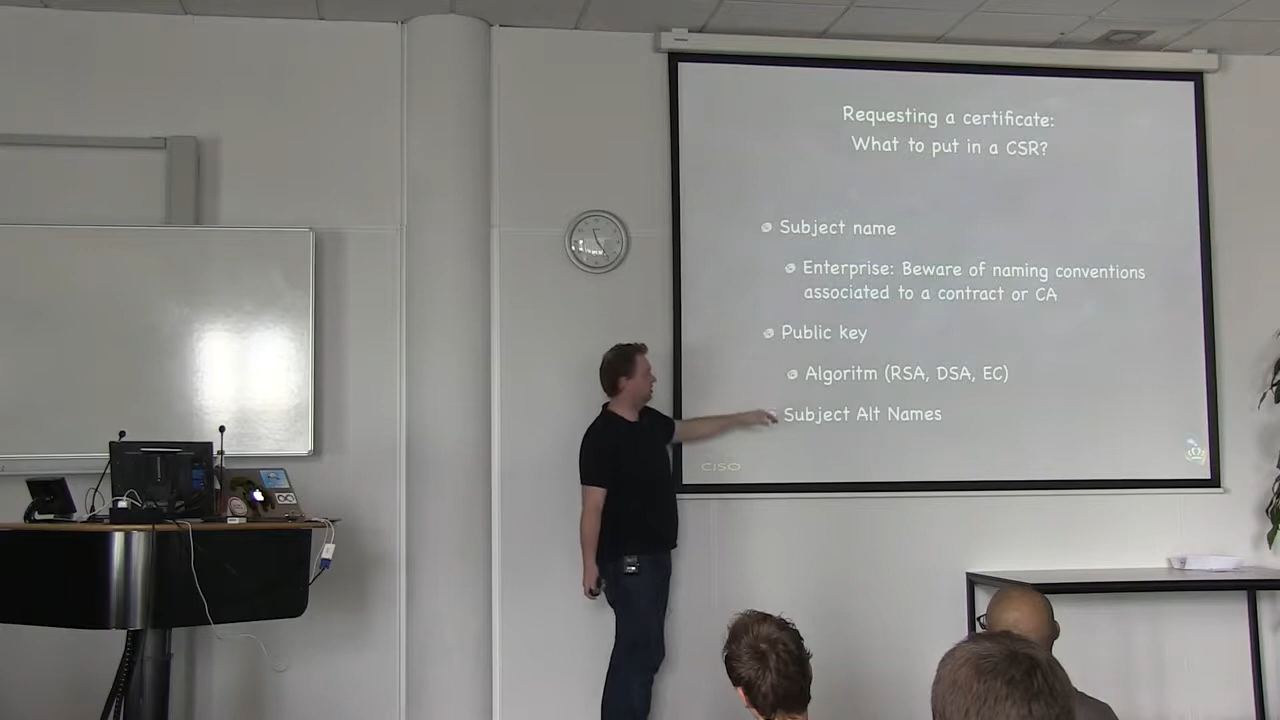 Requesting a certificate:
What to put in a CSR?
Subject name
Enterprise: Beware of naming conventions
associated to a contract or CA
Public key
Algoritm (RSA, DSA, EC)
Subject Alt Names
CISO